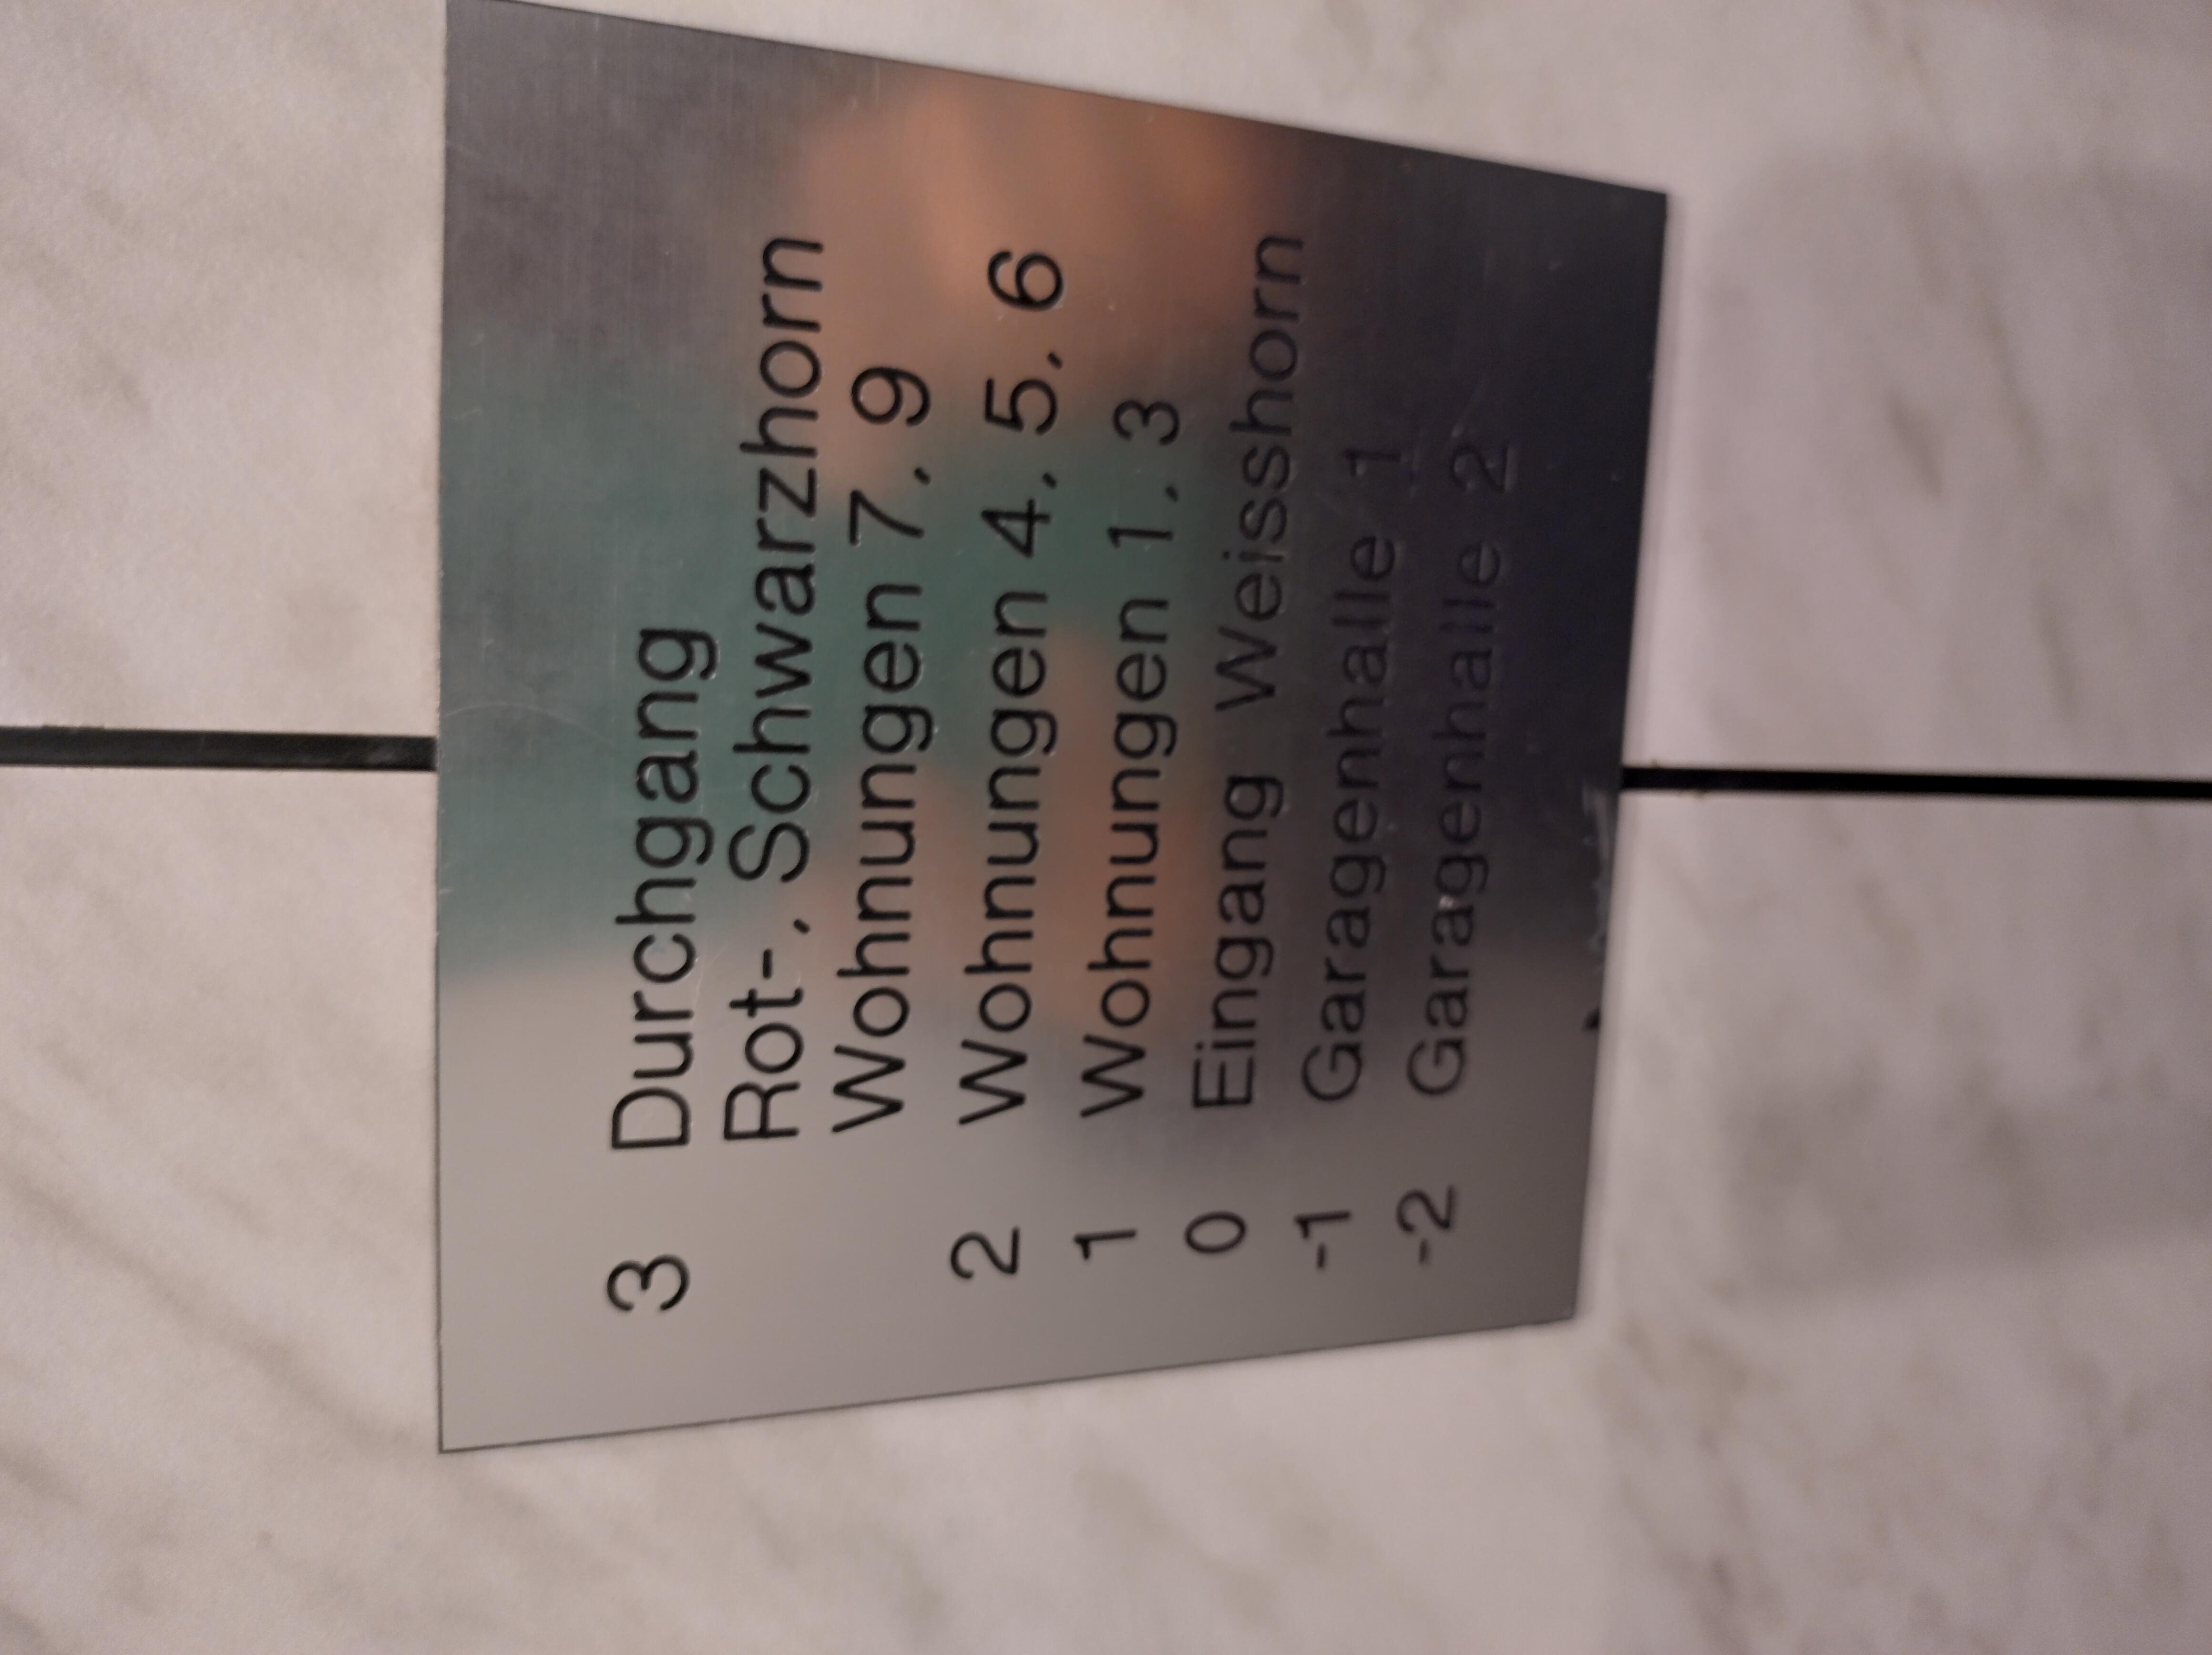 3 Durchgang
Rot-, Schwarzhorn
Wohnungen 7, 9
2 Wohnungen 4, 5, 6
1 Wohnungen 1, 3
0 Eingang Weisshorn
-1 Garagenhalle 1
-2 Garagenhalle 2